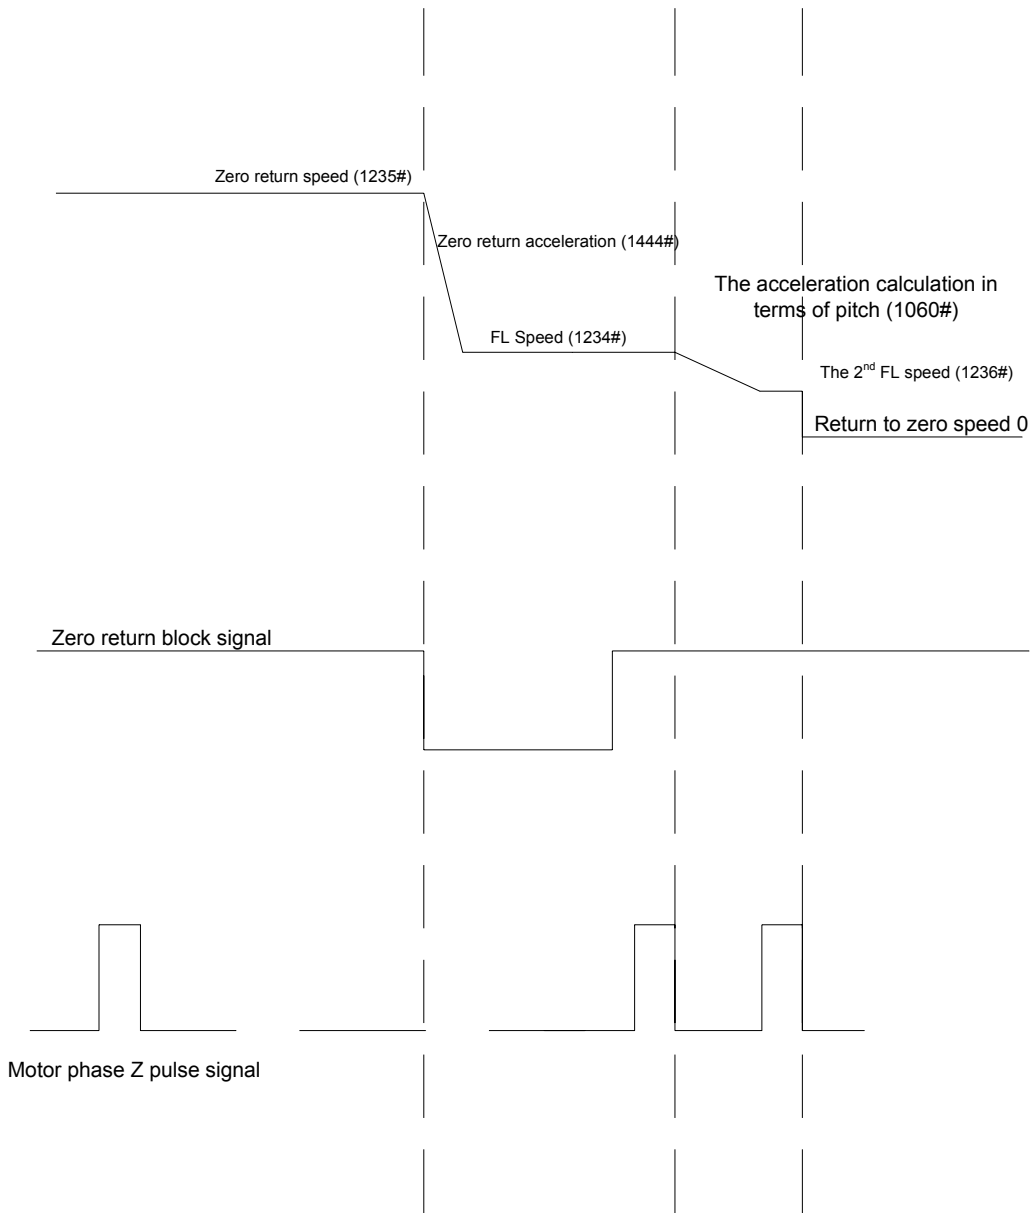 Zero return speed (1235#)
Zero return acceleration (1444#)
The acceleration calculation in
terms of pitch (1060#)
FL Speed (1234#)
The 2nd FL speed (1236#)
Return to zero speed 0
Zero return block signal
Motor phase Z pulse signal